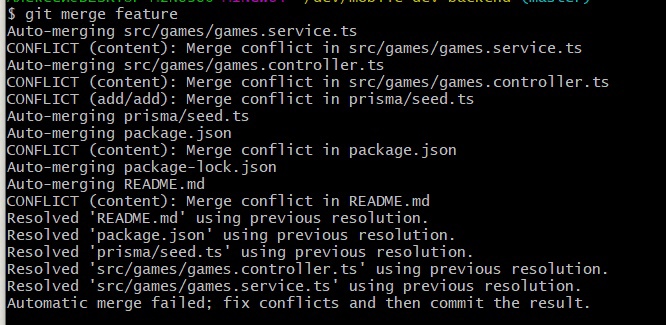 $ git merge feature
Auto-merging src/games/games.service.ts
CONFLICT (content): Merge conflict in src/games/games.service.ts
Auto-merging src/games/games.controller.ts
CONFLICT (content): Merge conflict in src/games/games.controller.ts
CONFLICT (add/add): Merge conflict in prisma/seed.ts
Auto-merging prisma/seed.ts
Auto-merging package.json
CONFLICT (content): Merge conflict in package.json
Auto-merging package-lock.json
Auto-merging README.md
CONFLICT (content): Merge conflict in README.md
Resolved 'README.md' using previous resolution.
Resolved 'package.json' using previous resolution.
Resolved 'prisma/seed.ts' using previous resolution.
Resolved 'src/games/games.controller.ts' using previous resolution.
Resolved 'src/games/games.service.ts' using previous resolution.
Automatic merge failed; fix conflicts and then commit the result.